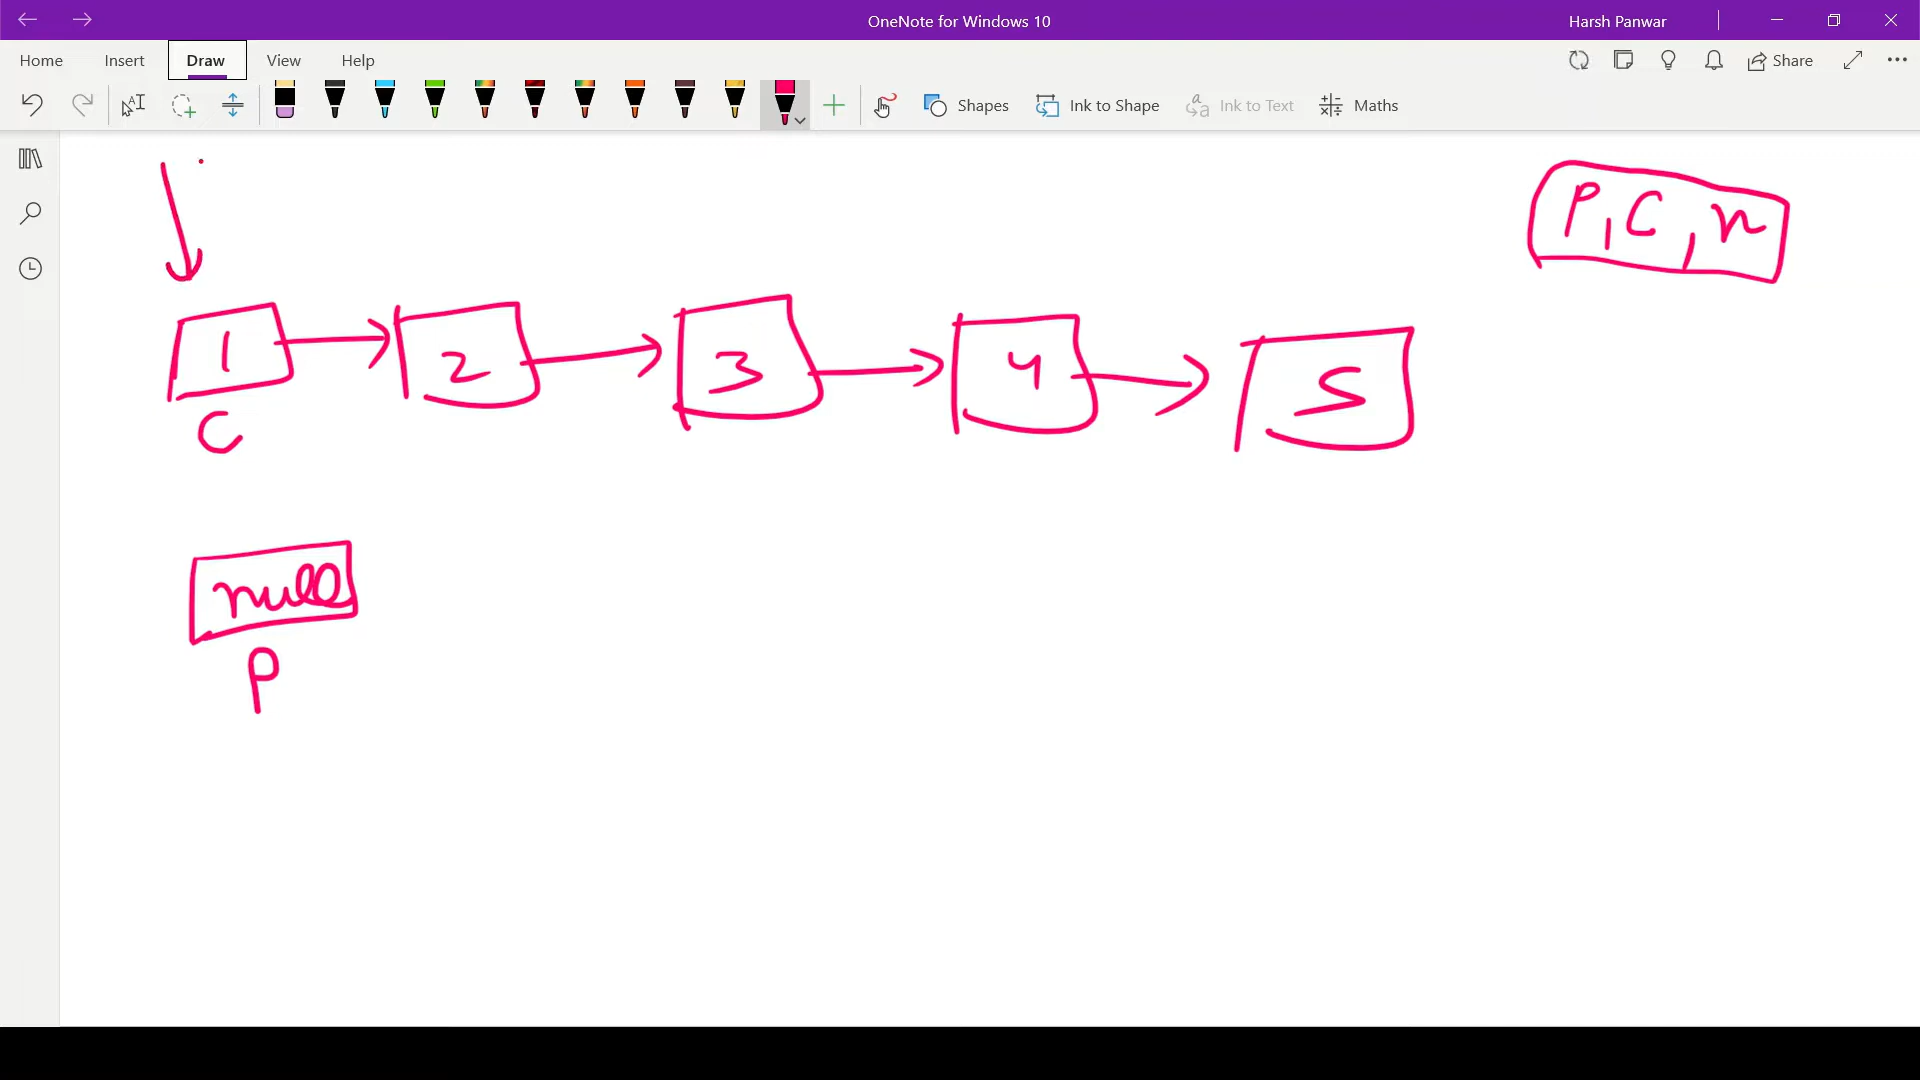 OneNote for Windows 10
Harsh Panwar
Home Insert Draw View Help
Share
Shapes Ink to Shape Ink to Text Maths
P, C, n
1 2 3 4 5
C
null
P